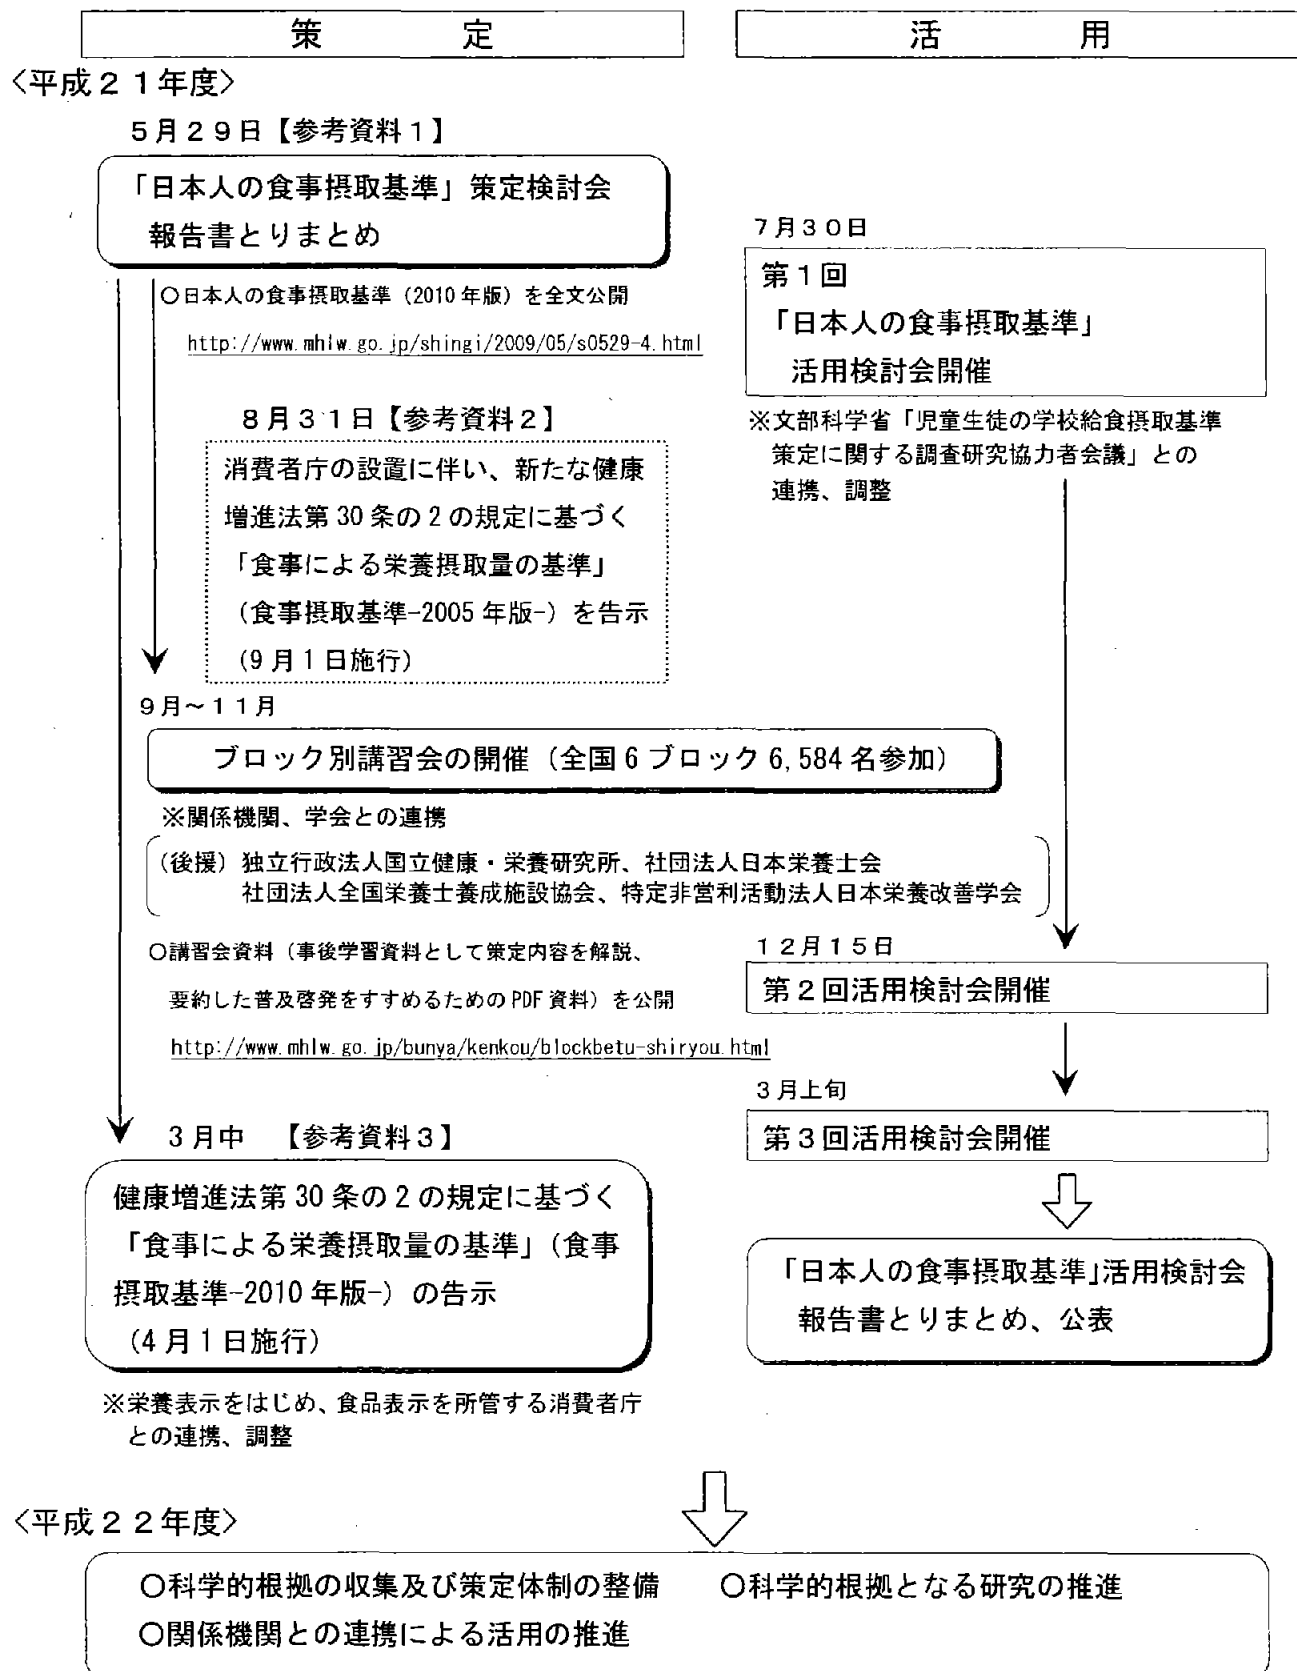 策　　定
活　　用
〈平成２１年度〉
５月２９日【参考資料１】
「日本人の食事摂取基準」策定検討会
報告書とりまとめ
○日本人の食事摂取基準（2010年版）を全文公開
http://www.mhlw.go.jp/shingi/2009/05/s0529-4.html
８月３１日【参考資料２】
消費者庁の設置に伴い、新たな健康
増進法第30条の2の規定に基づく
「食事による栄養摂取量の基準」
（食事摂取基準-2005年版-）を告示
（9月1日施行）
７月３０日
第１回
「日本人の食事摂取基準」
活用検討会開催
※文部科学省「児童生徒の学校給食摂取基準
策定に関する調査研究協力者会議」との
連携、調整
９月～１１月
ブロック別講習会の開催（全国6ブロック6,584名参加）
※関係機関、学会との連携
（後援）独立行政法人国立健康・栄養研究所、社団法人日本栄養士会
社団法人全国栄養士養成施設協会、特定非営利活動法人日本栄養改善学会
○講習会資料（事後学習資料として策定内容を解説、
要約した普及啓発をすすめるためのPDF資料）を公開
http://www.mhlw.go.jp/bunya/kenkou/blockbetu-shiryou.html
１２月１５日
第２回活用検討会開催
３月上旬
第３回活用検討会開催
３月中　【参考資料３】
健康増進法第30条の2の規定に基づく
「食事による栄養摂取量の基準」（食事
摂取基準-2010年版-）の告示
（4月1日施行）
※栄養表示をはじめ、食品表示を所管する消費者庁
との連携、調整
「日本人の食事摂取基準」活用検討会
報告書とりまとめ、公表
〈平成２２年度〉
○科学的根拠の収集及び策定体制の整備　○科学的根拠となる研究の推進
○関係機関との連携による活用の推進